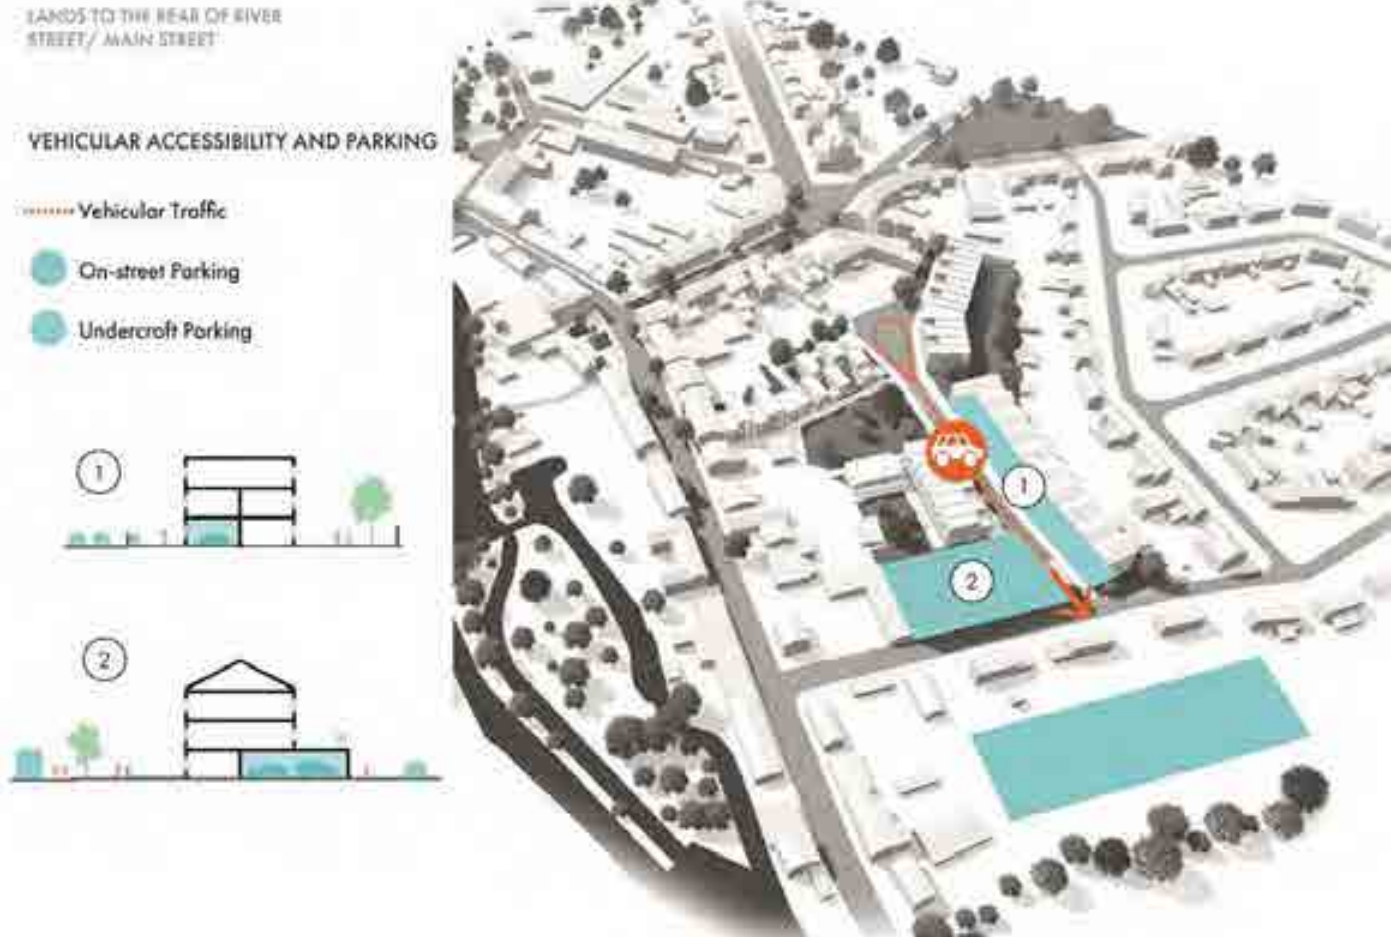 LANDS TO THE REAR OF RIVER
STREET/ MAIN STREET
VEHICULAR ACCESSIBILITY AND PARKING
Vehicular Traffic
On-street Parking
Undercroft Parking
1
2
1
2